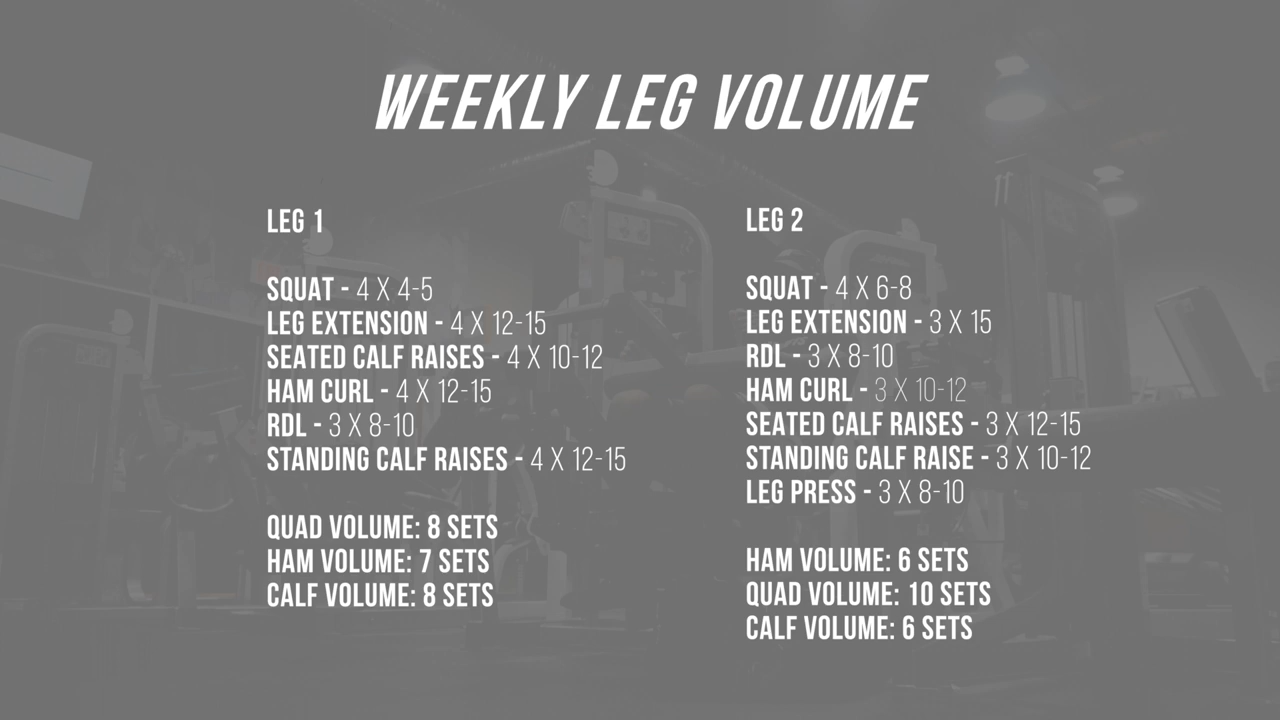 WEEKLY LEG VOLUME
LEG 1
SQUAT - 4 X 4-5
LEG EXTENSION - 4 X 12-15
SEATED CALF RAISES - 4 X 10-12
HAM CURL - 4 X 12-15
RDL - 3 X 8-10
STANDING CALF RAISES - 4 X 12-15
QUAD VOLUME: 8 SETS
HAM VOLUME: 7 SETS
CALF VOLUME: 8 SETS
LEG 2
SQUAT - 4 X 6-8
LEG EXTENSION - 3 X 15
RDL - 3 X 8-10
HAM CURL - 3 X 10-12
SEATED CALF RAISES - 3 X 12-15
STANDING CALF RAISE - 3 X 10-12
LEG PRESS - 3 X 8-10
HAM VOLUME: 6 SETS
QUAD VOLUME: 10 SETS
CALF VOLUME: 6 SETS